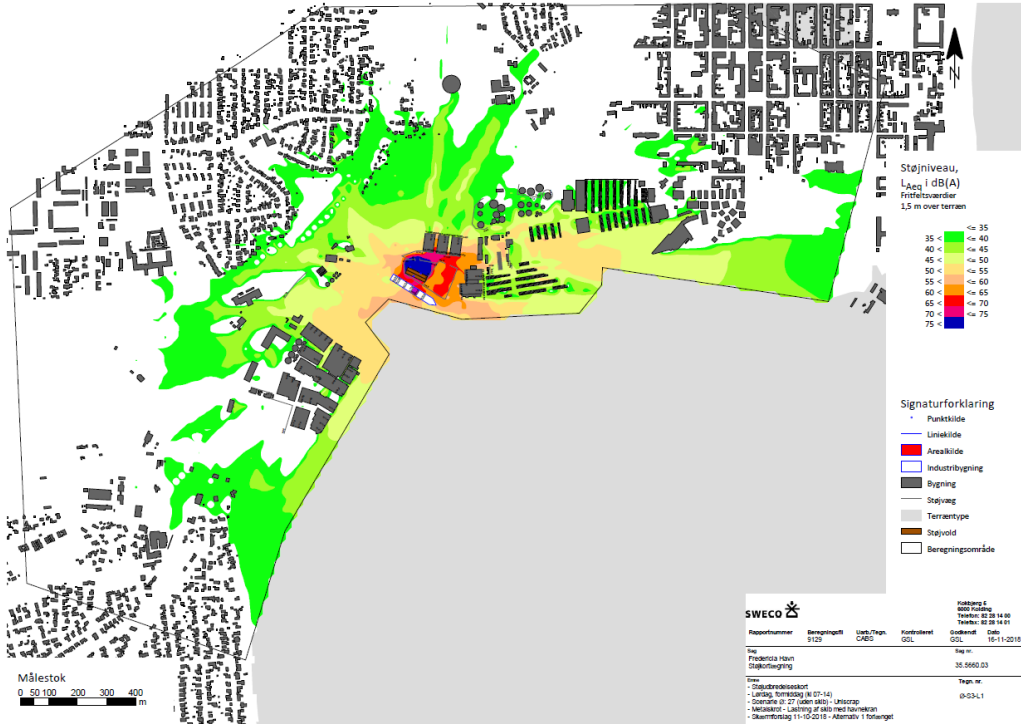 N
Støjniveau,
LAeq i dB(A)
Fritfeltsværdier
1,5 m over terræn
<= 35
35 < <= 40
40 < <= 45
45 < <= 50
50 < <= 55
55 < <= 60
60 < <= 65
65 < <= 70
70 < <= 75
75 <
Signaturforklaring
Punktkilde
Liniekilde
Arealkilde
Industribygning
Bygning
Støjvæg
Terræntype
Støjvold
Beregningsområde
Målestok
0 50 100 200 300 400
m
SWECO
Kokbjerg 5
6000 Kolding
Telefon: 82 28 14 00
Telefax: 82 28 14 01
Rapportnummer Beregningsfil Uarb./Tegn. Kontrolleret Godkendt Dato
9129 CABS GSL GSL 16-11-2018
Sag Sag nr.
Fredericia Havn
Støjkortlægning 35.5660.03
Emne Tegn. nr.
- Støjudbredelseskort
- Lørdag, formiddag (kl 07-14)
- Scenarie Ø: 27 (uden skib) - Uniscrap
- Metalskrot - Lastning af skib med havnekran
- Skærmforslag 11-10-2018 - Alternativ 1 forlænget
Ø-S3-L1